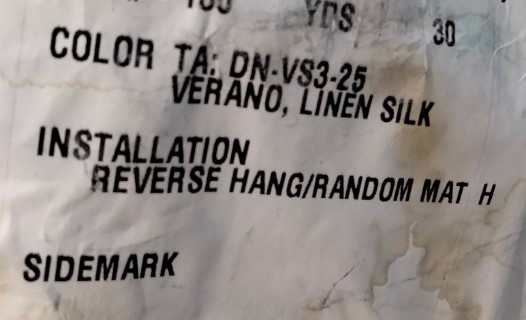 YDS 30
COLOR TA: DN-VS3-25
VERANO, LINEN SILK
INSTALLATION
REVERSE HANG/RANDOM MAT H
SIDEMARK